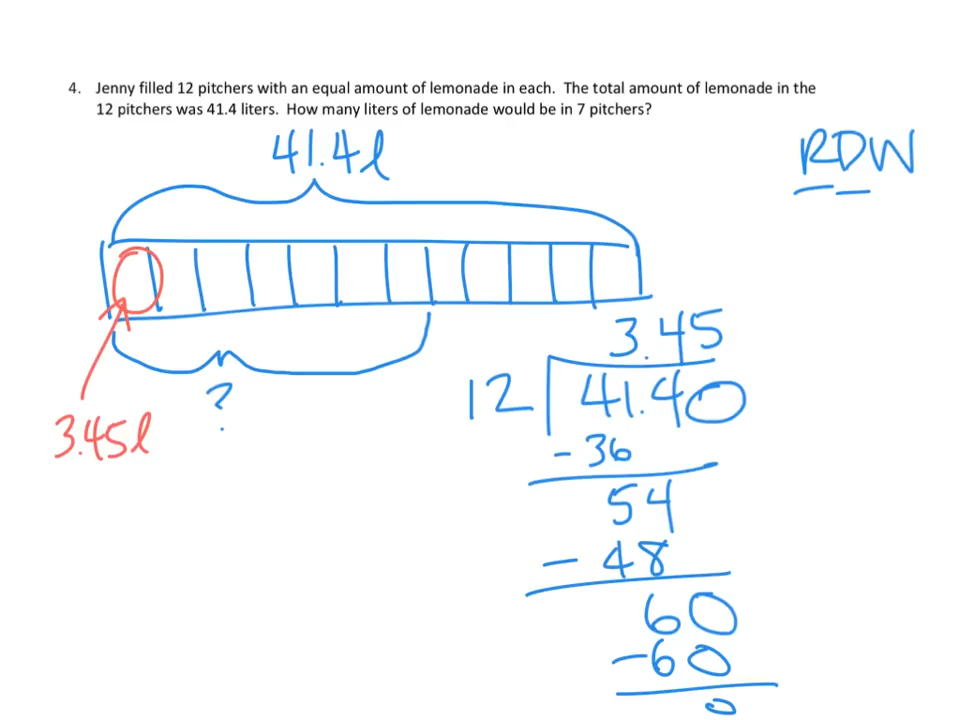 4. Jenny filled 12 pitchers with an equal amount of lemonade in each. The total amount of lemonade in the
12 pitchers was 41.4 liters. How many liters of lemonade would be in 7 pitchers?
41.4l
RDW
3.45
12 41.40
?
3.45l
- 36
54
- 48
60
-60
0